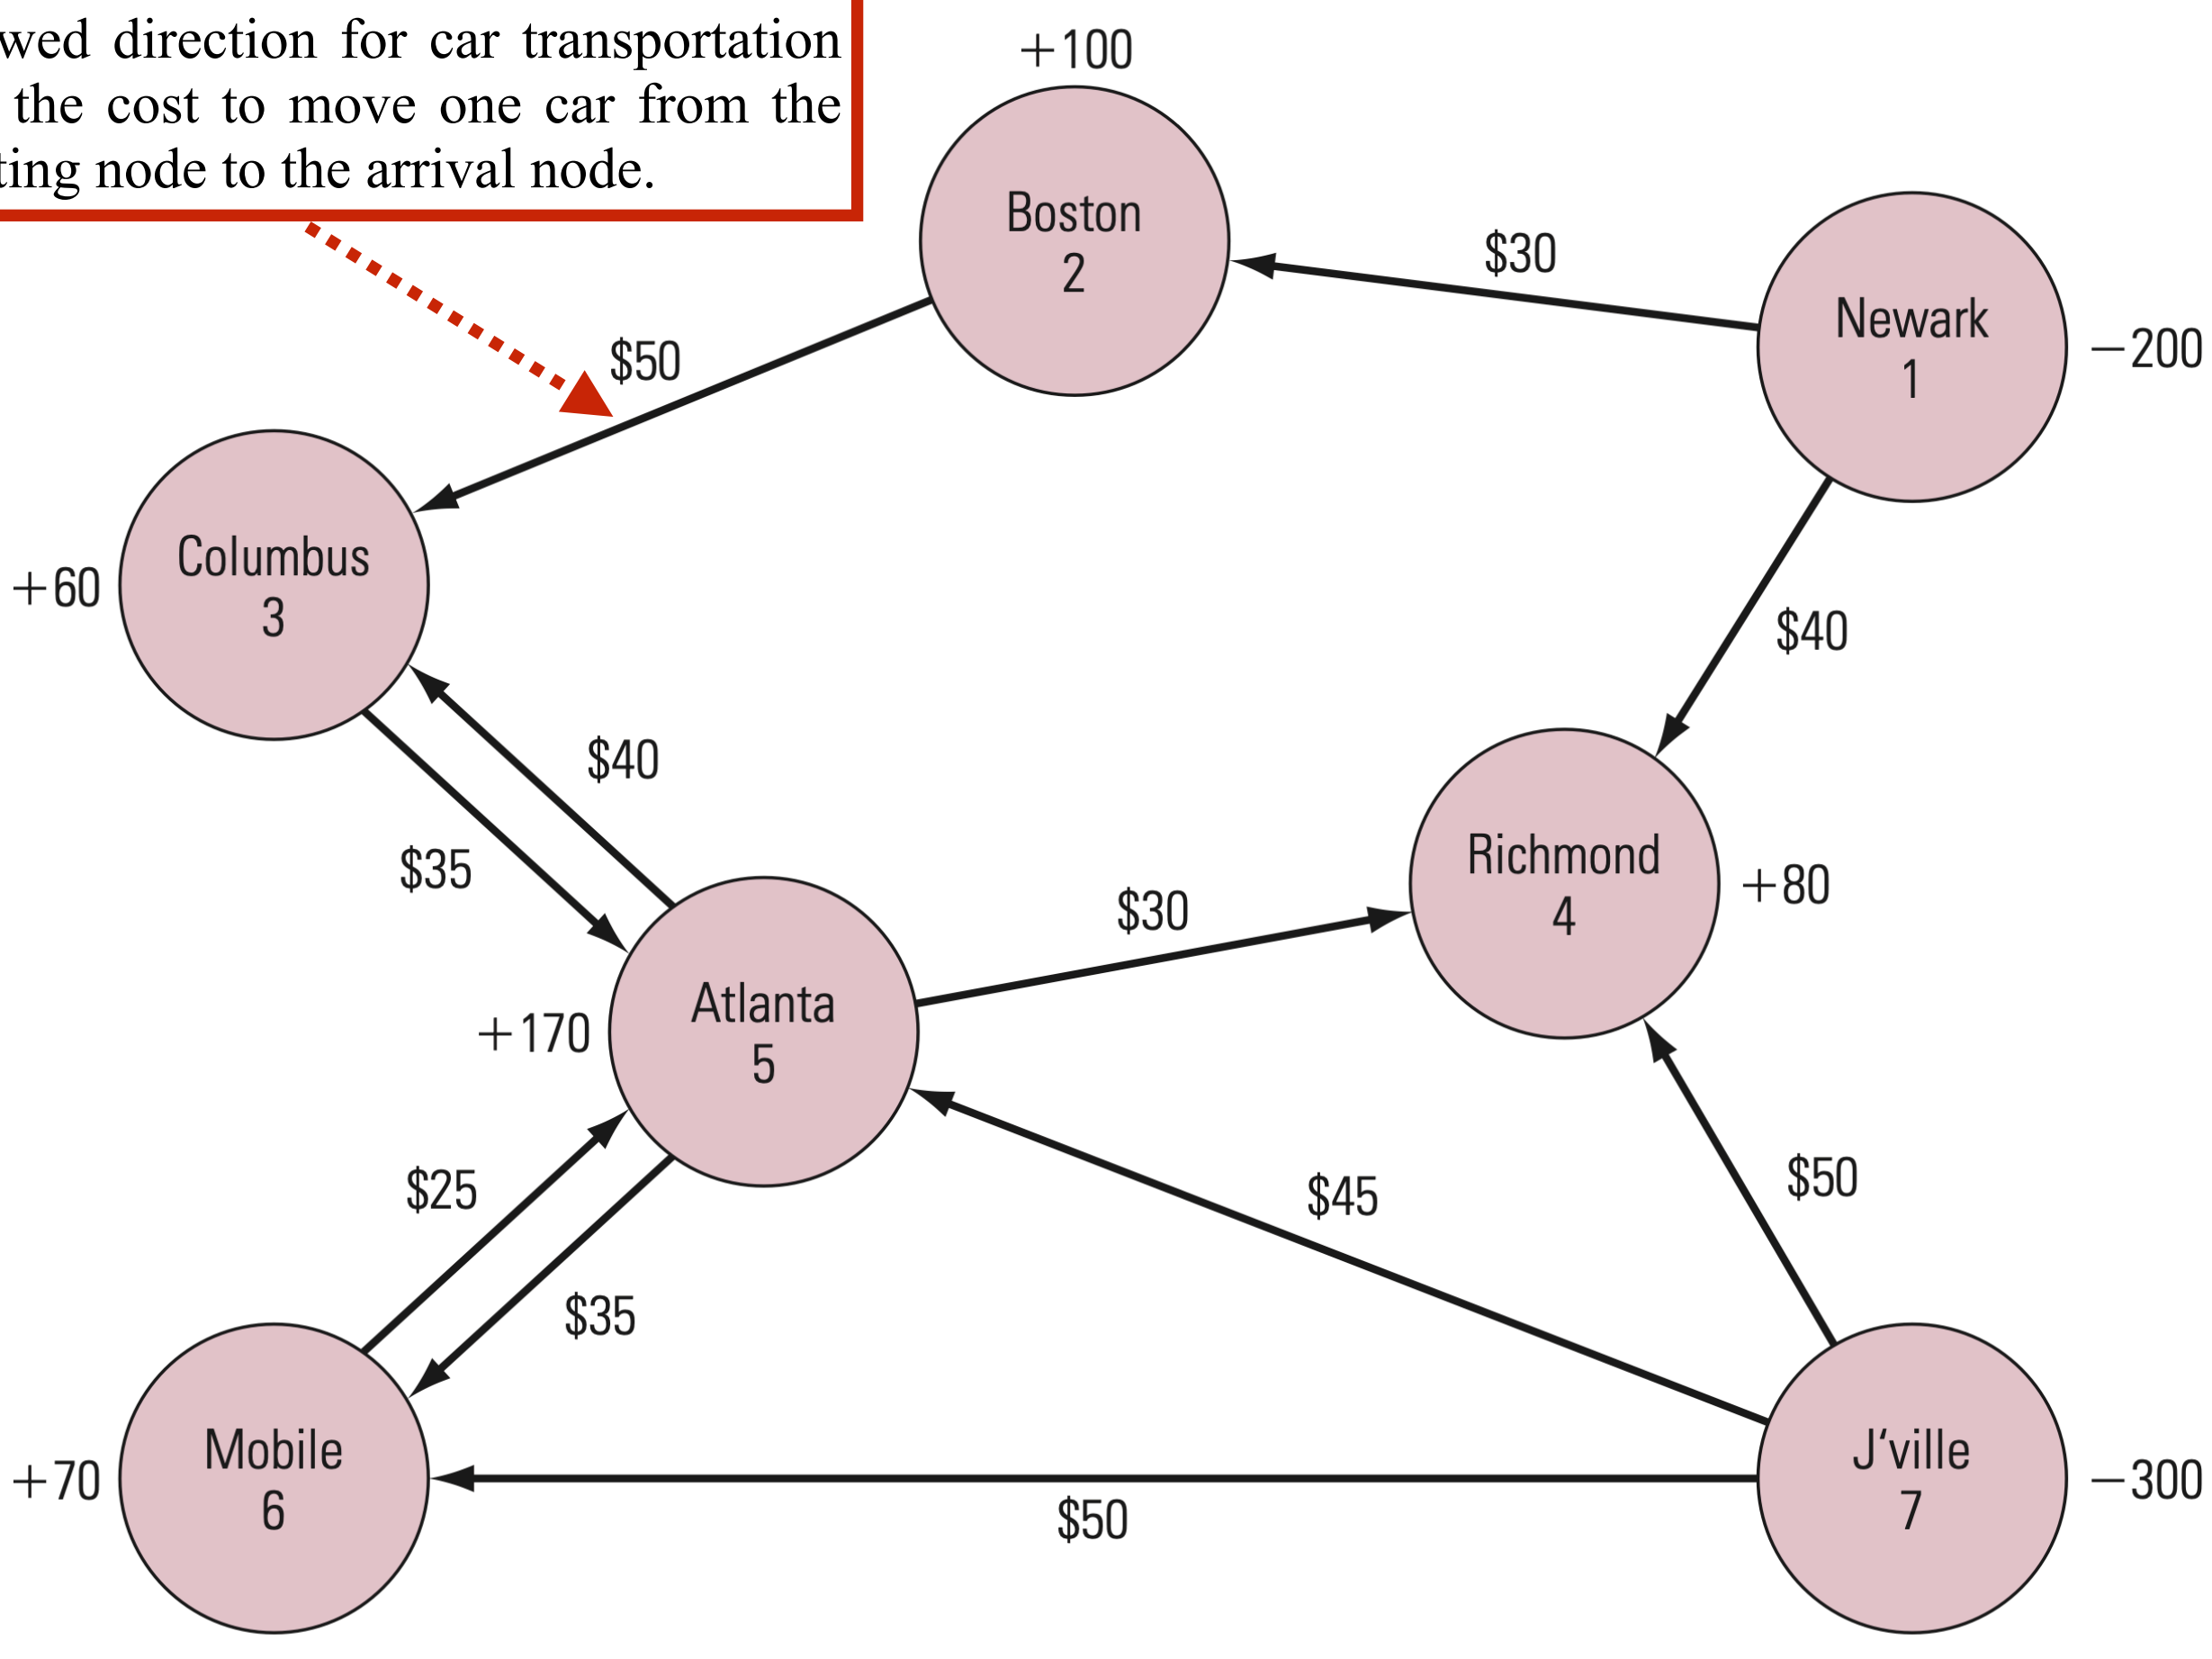 direction for car transportation
the cost to move one car from the
node to the arrival node.
+100
Boston
2
$30
Newark
1
−200
$50
Columbus
3
+60
$40
$40
$35
Richmond
4
+80
$30
Atlanta
5
+170
$25
$45
$50
$35
Mobile
6
+70
J'ville
7
−300
$50